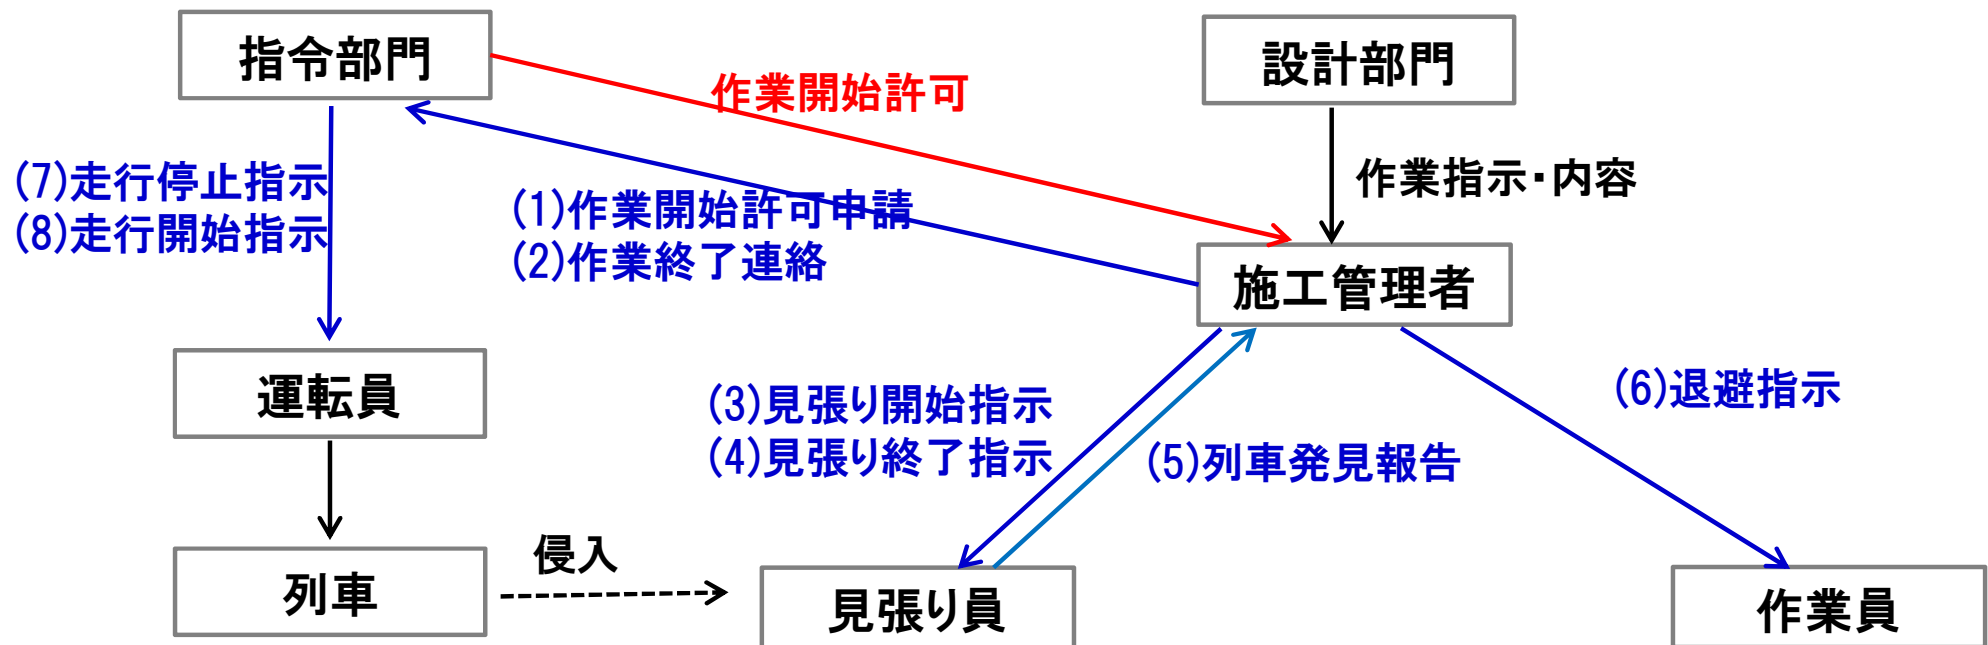 指令部門
設計部門
作業開始許可
(7)走行停止指示
(8)走行開始指示
作業指示・内容
(1)作業開始許可申請
(2)作業終了連絡
施工管理者
運転員
(3)見張り開始指示
(4)見張り終了指示
(5)列車発見報告
(6)退避指示
列車
侵入
見張り員
作業員